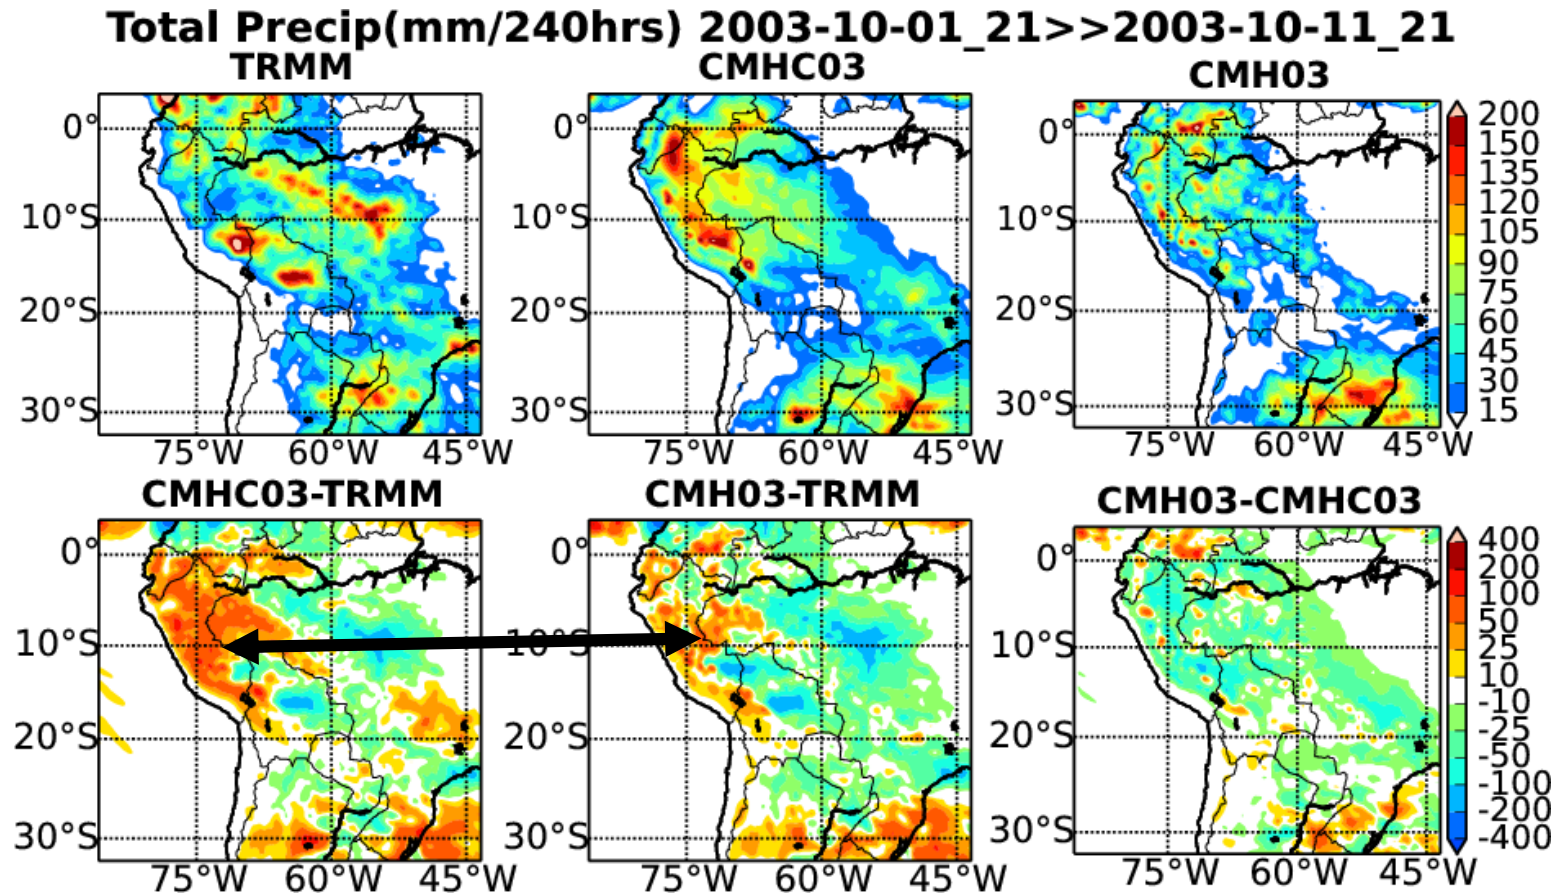 Total Precip(mm/240hrs) 2003-10-01_21>>2003-10-11_21
TRMM
CMHC03
CMH03
0°
10°S
20°S
30°S
75°W 60°W 45°W
0°
10°S
20°S
30°S
75°W 60°W 45°W
0°
10°S
20°S
30°S
75°W 60°W 45°W
200
150
135
120
105
90
75
60
45
30
15
CMHC03-TRMM
CMH03-TRMM
CMH03-CMHC03
0°
10°S
20°S
30°S
75°W 60°W 45°W
0°
10°S
20°S
30°S
75°W 60°W 45°W
0°
10°S
20°S
30°S
75°W 60°W 45°W
400
200
100
50
25
10
-10
-25
-50
-100
-200
-400